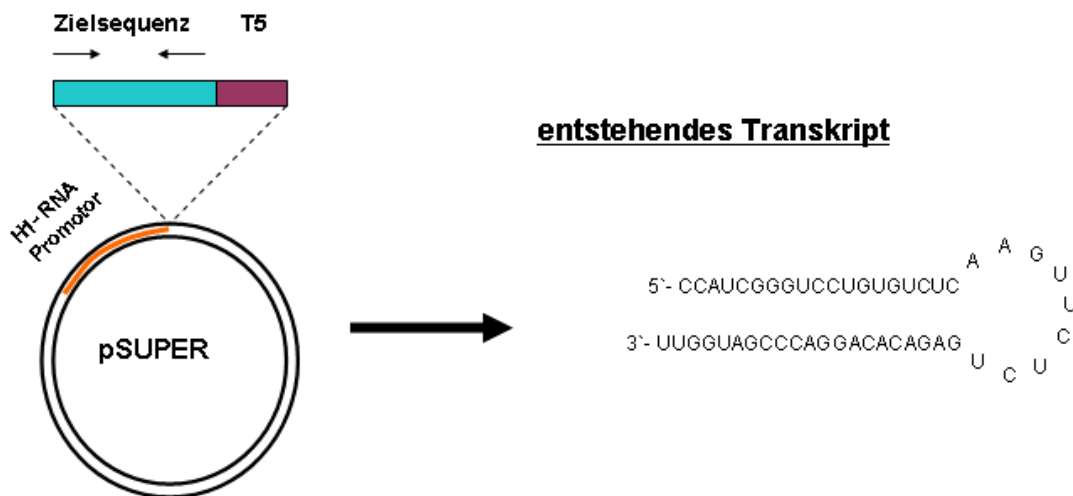 Zielsequenz T5
entstehendes Transkript
H1-RNA
Promotor
pSUPER
5`- CCAUCGGGUCCUGUGUCUC
A A G U U C U C U
3`- UUGGUAGCCCAGGACACAGAG